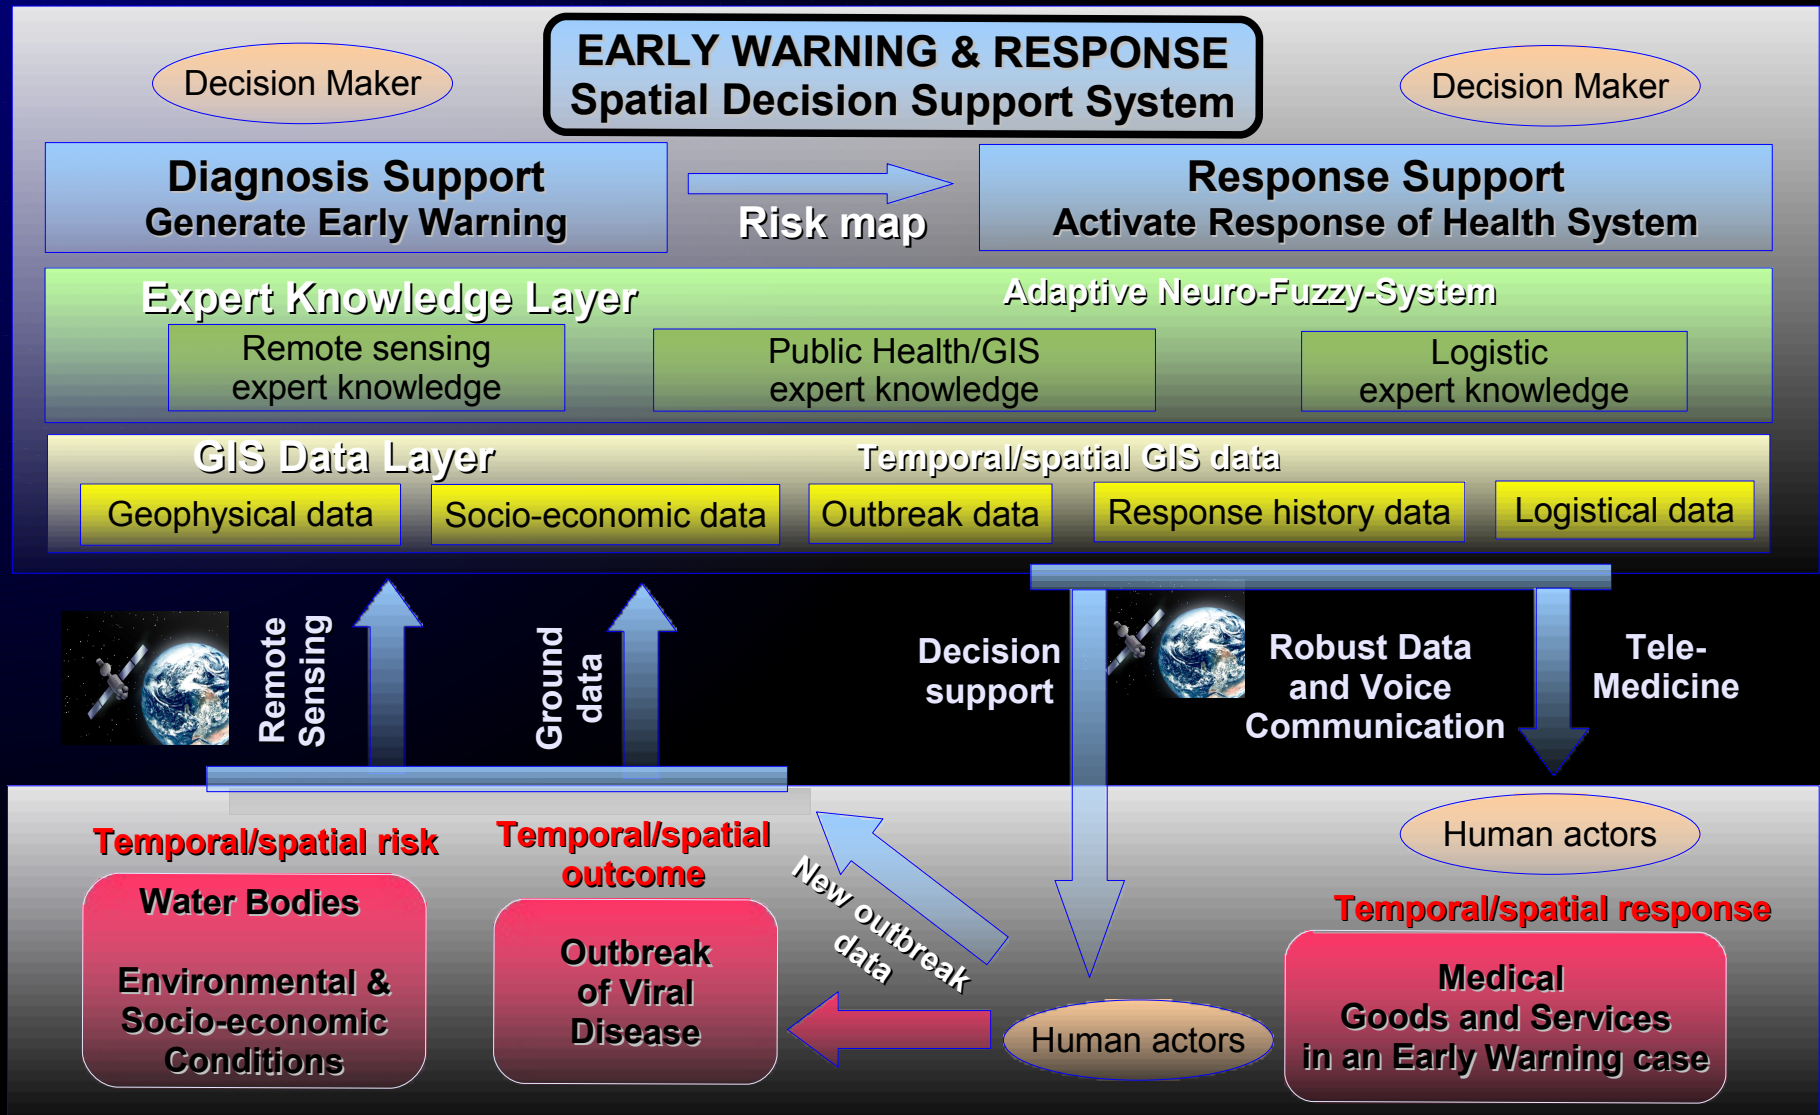 EARLY WARNING & RESPONSE
Spatial Decision Support System
Decision Maker
Decision Maker
Diagnosis Support
Generate Early Warning
Risk map
Response Support
Activate Response of Health System
Expert Knowledge Layer
Adaptive Neuro-Fuzzy-System
Remote sensing
expert knowledge
Public Health/GIS
expert knowledge
Logistic
expert knowledge
GIS Data Layer
Temporal/spatial GIS data
Geophysical data
Socio-economic data
Outbreak data
Response history data
Logistical data
Remote
Sensing
Ground
data
Decision
support
Robust Data
and Voice
Communication
Tele-
Medicine
Temporal/spatial risk
Water Bodies
Environmental &
Socio-economic
Conditions
Temporal/spatial
outcome
Outbreak
of Viral
Disease
New outbreak
data
Human actors
Human actors
Temporal/spatial response
Medical
Goods and Services
in an Early Warning case